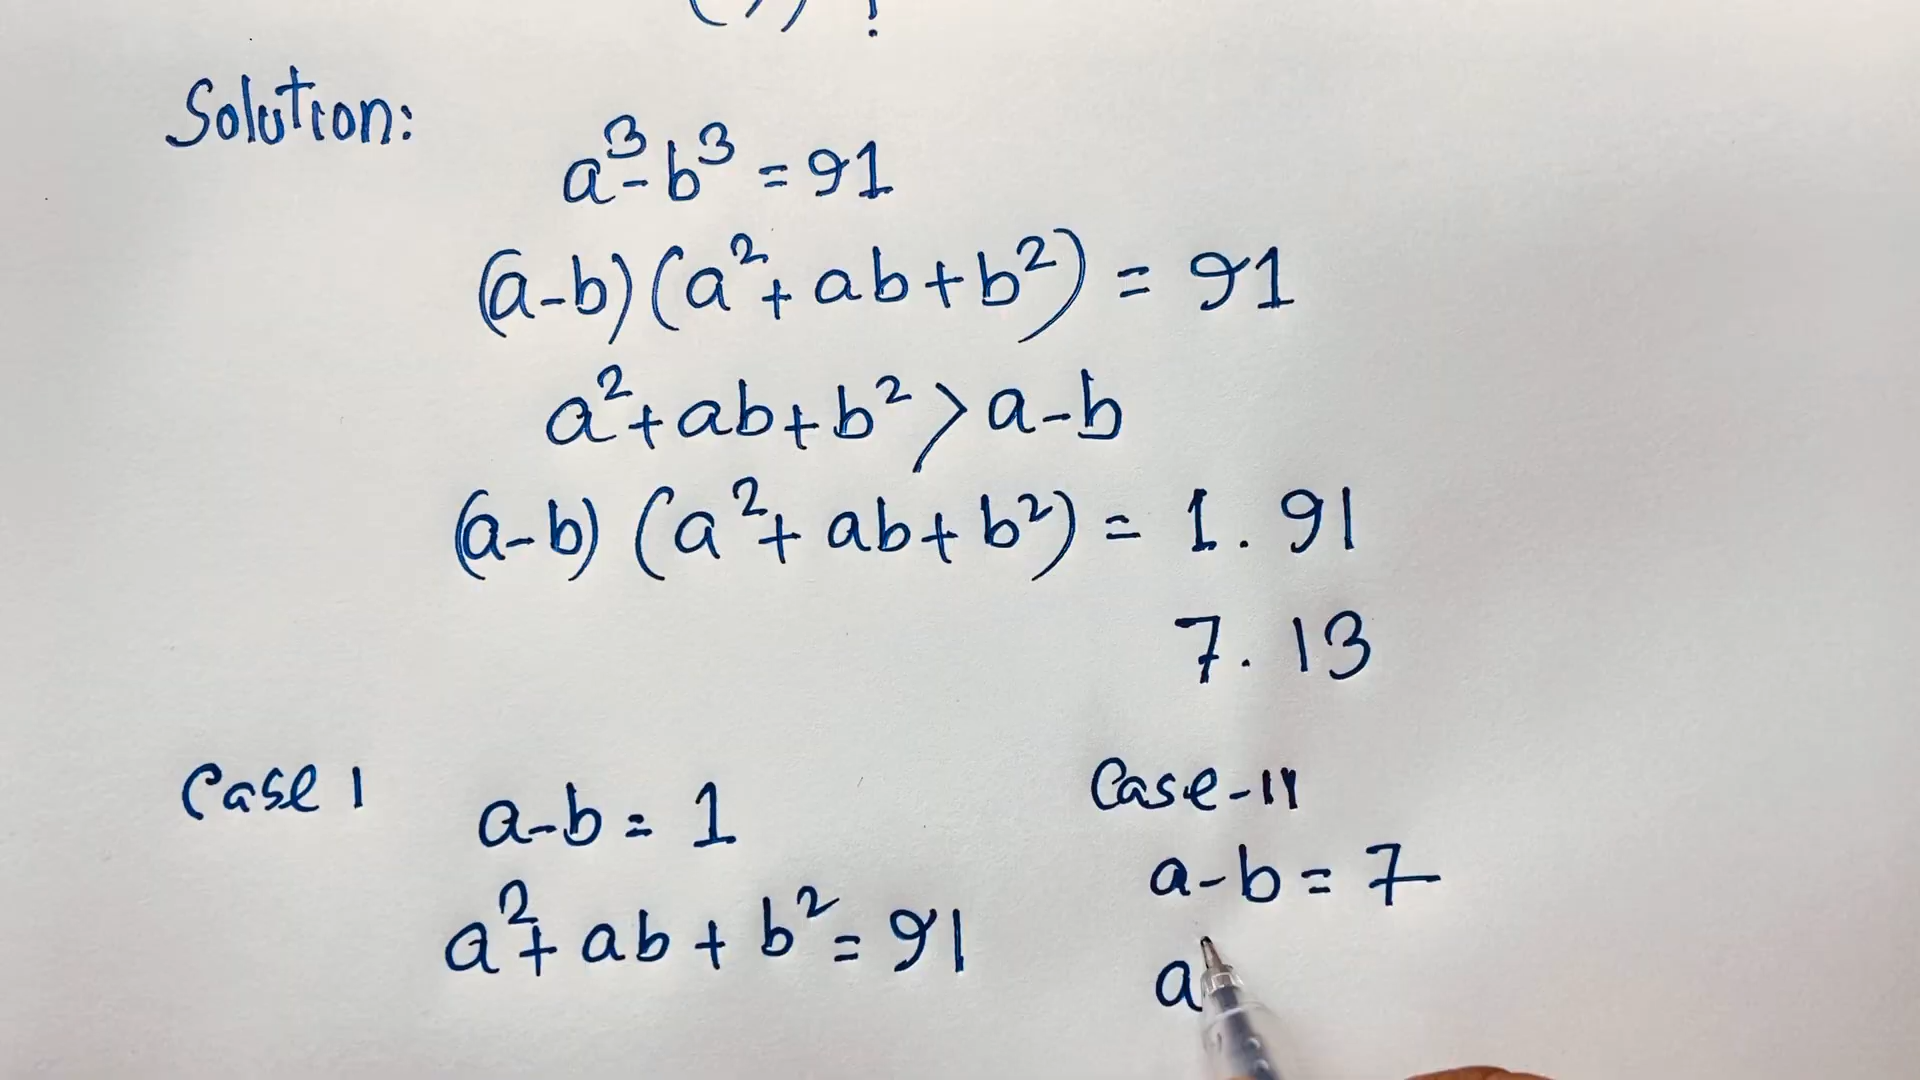 Solution:
a³-b³=91
(a-b)(a²+ab+b²)=91
a²+ab+b²>a-b
(a-b)(a²+ab+b²)=1.91
7.13
Case 1
a-b=1
a²+ab+b²=91
Case-11
a-b=7
a